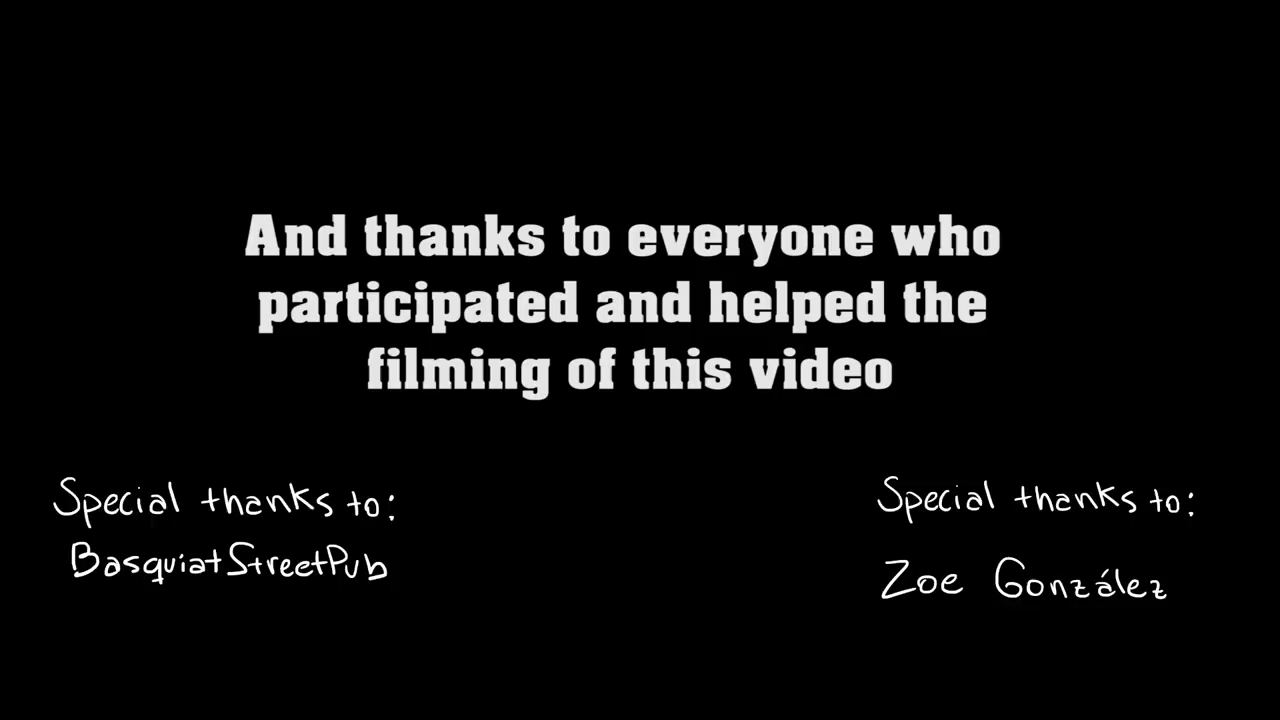 And thanks to everyone who
participated and helped the
filming of this video
Special thanks to:
BasquiatStreetPub
Special thanks to:
Zoe González